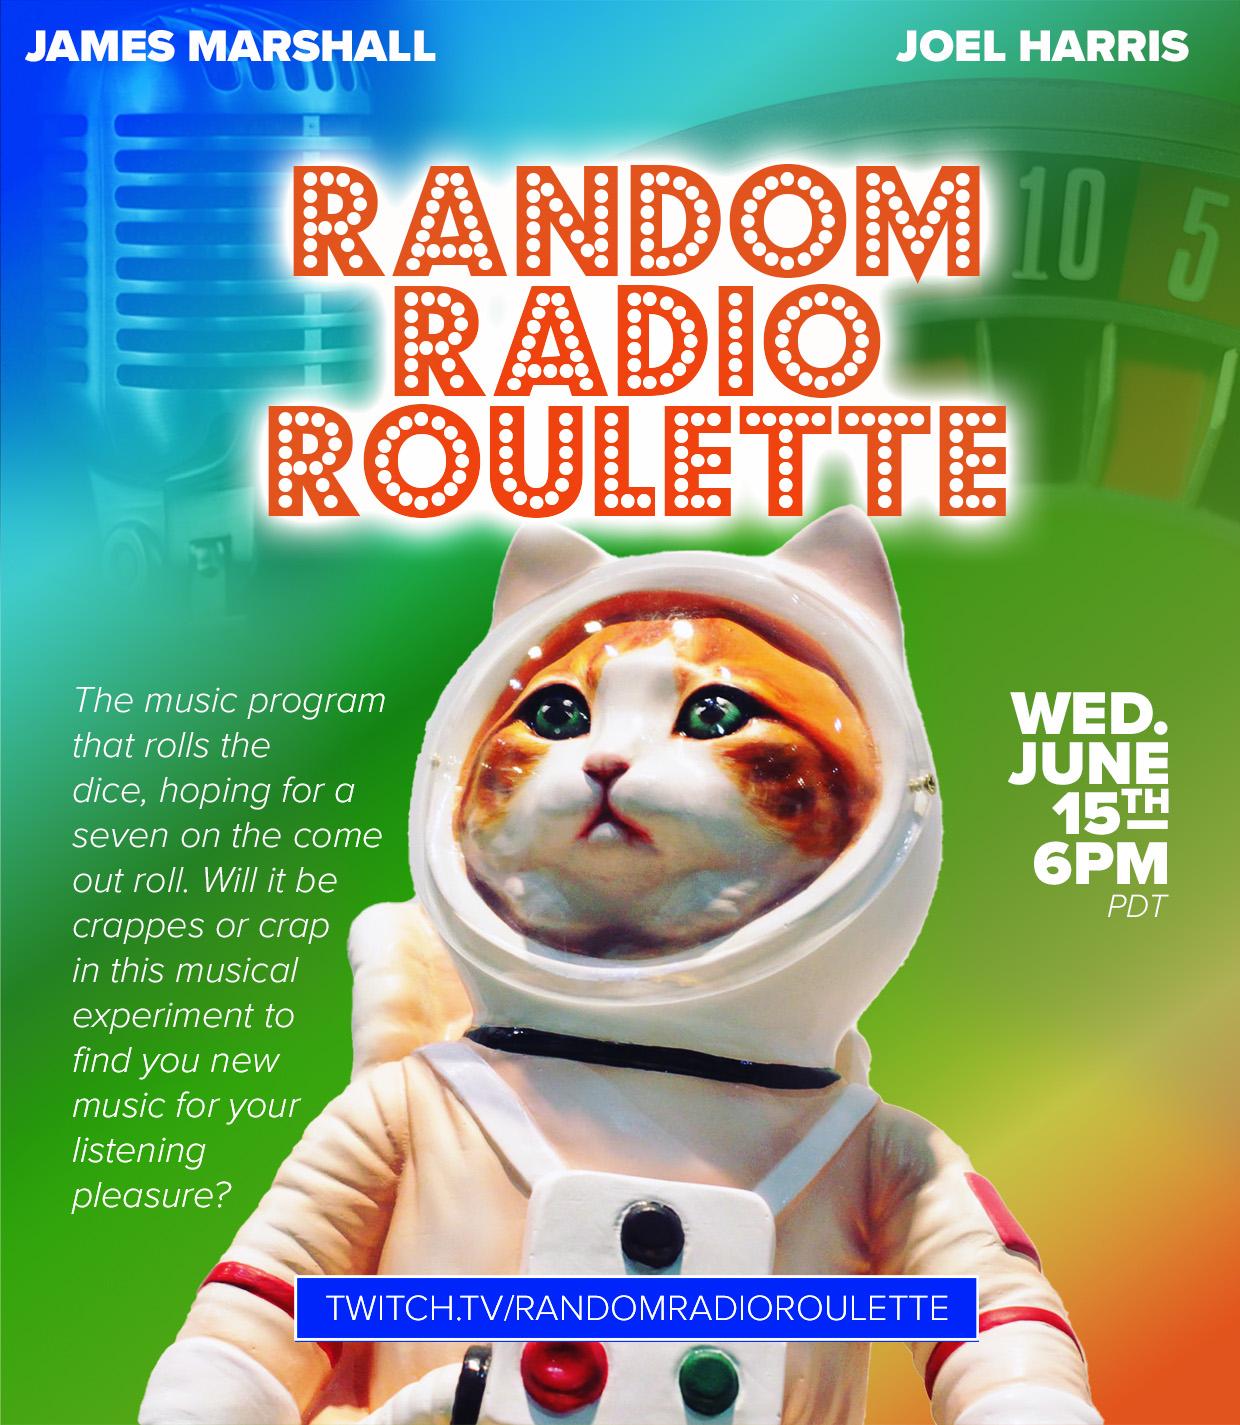 JAMES MARSHALL
JOEL HARRIS
RANDOM
RADIO
ROULETTE
10 5
The music program
that rolls the
dice, hoping for a
seven on the come
out roll. Will it be
crappes or crap
in this musical
experiment to
find you new
music for your
listening
pleasure?
WED.
JUNE
15TH
6PM
PDT
TWITCH.TV/RANDOMRADIOROULETTE